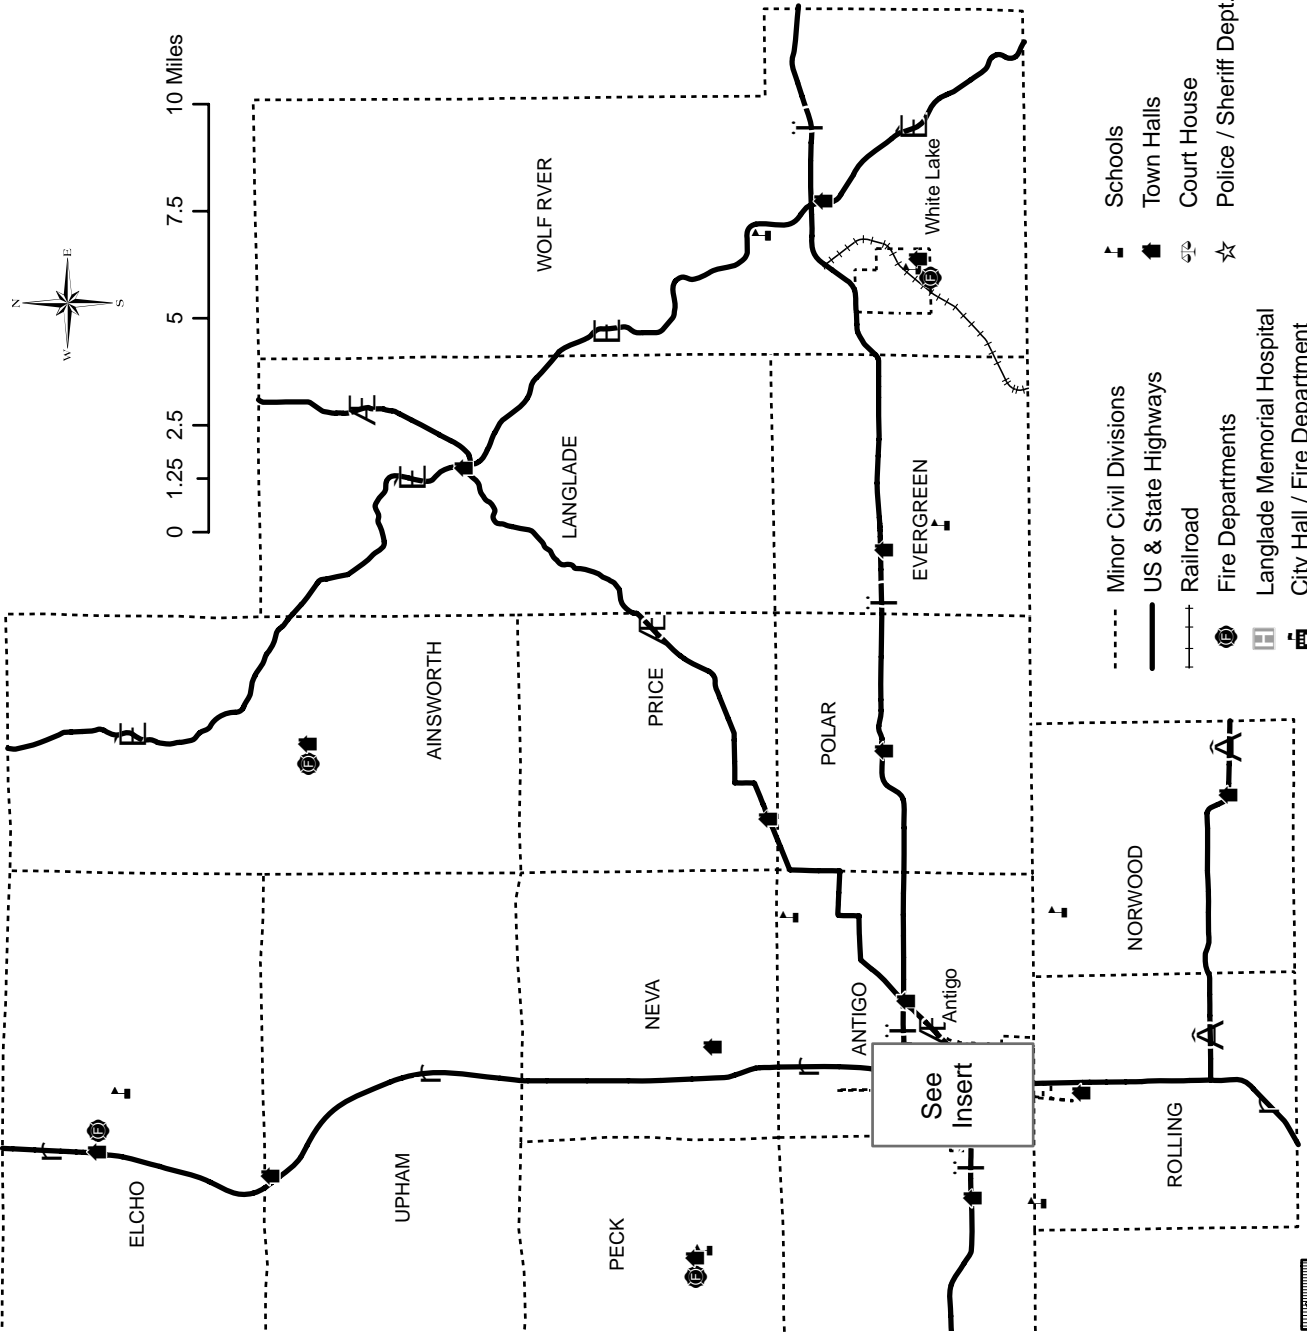 N
W
E
S
0 1.25 2.5 5 7.5 10 Miles
ELCHO
UPHAM
PECK
AINSWORTH
NEVA
PRICE
LANGLADE
WOLF RVER
ANTIGO
Antigo
POLAR
EVERGREEN
White Lake
See
Insert
ROLLING
NORWOOD
Minor Civil Divisions
US & State Highways
Railroad
F
Fire Departments
H
Langlade Memorial Hospital
City Hall / Fire Department
Schools
Town Halls
Court House
Police / Sheriff Dept.